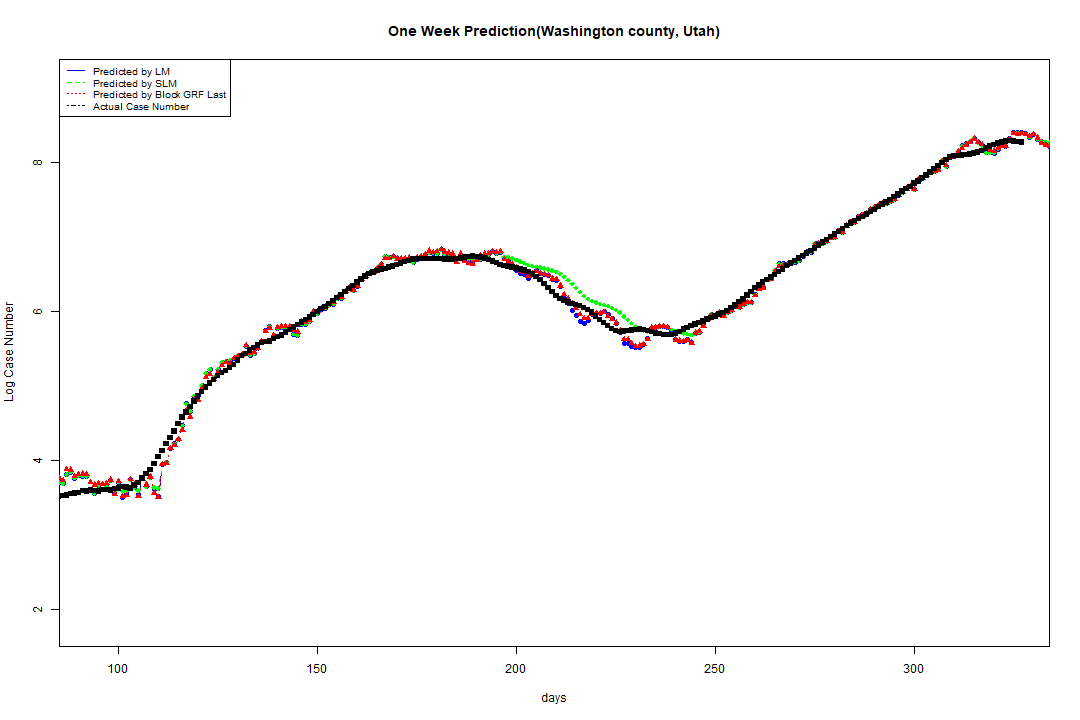 One Week Prediction(Washington county, Utah)
Predicted by LM
Predicted by SLM
Predicted by Block GRF Last
Actual Case Number
Log Case Number
8
6
4
2
100 150 200 250 300
days